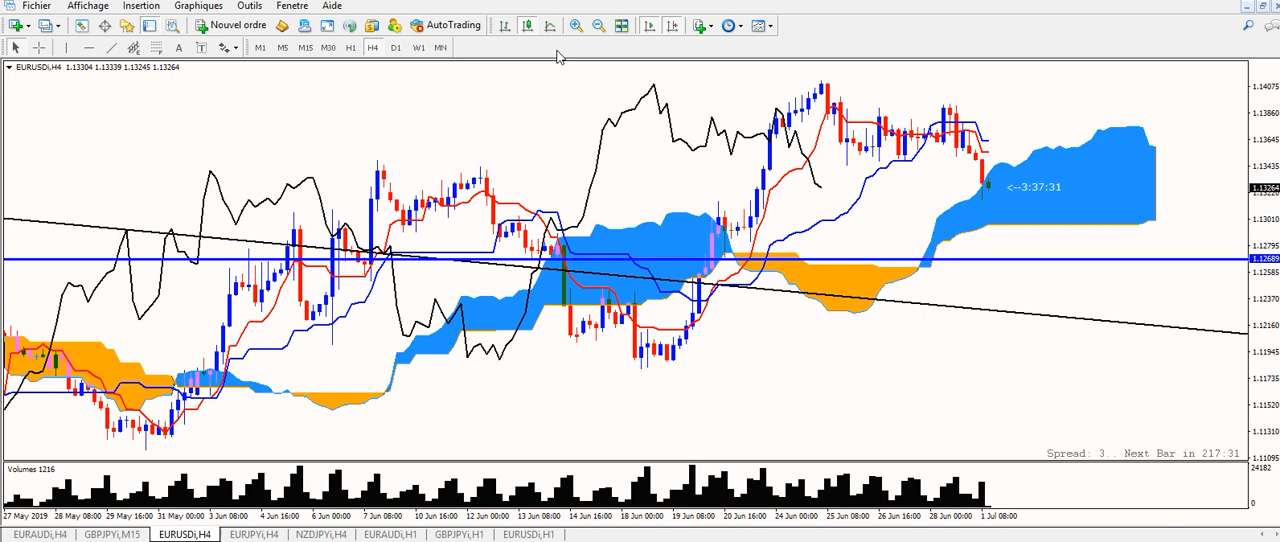 Fichier Affichage Insertion Graphiques Outils Fenetre Aide
Nouvel ordre AutoTrading
A T M1 M5 M15 M30 H1 H4 D1 W1 MN
EURUSDi,H4 1.13304 1.13339 1.13245 1.13264
1.14075
1.13860
1.13645
1.13435
<--3:37:31
1.13264
1.13220
1.13010
1.12795
1.12689
1.12585
1.12370
1.12160
1.11945
1.11735
1.11520
1.11310
Spread: 3.. Next Bar in 217:31
1.11095
Volumes 1216
24182
0
27 May 2019 28 May 08:00 29 May 16:00 31 May 00:00 3 Jun 08:00 4 Jun 16:00 6 Jun 00:00 7 Jun 08:00 10 Jun 16:00 12 Jun 00:00 13 Jun 08:00 14 Jun 16:00 18 Jun 00:00 19 Jun 08:00 20 Jun 16:00 24 Jun 00:00 25 Jun 08:00 26 Jun 16:00 28 Jun 00:00 1 Jul 08:00
EURAUDi,H4 GBPJPYi,M15 EURUSDi,H4 EURJPYi,H4 NZDJPYi,H4 EURAUDi,H1 GBPJPYi,H1 EURUSDi,H1